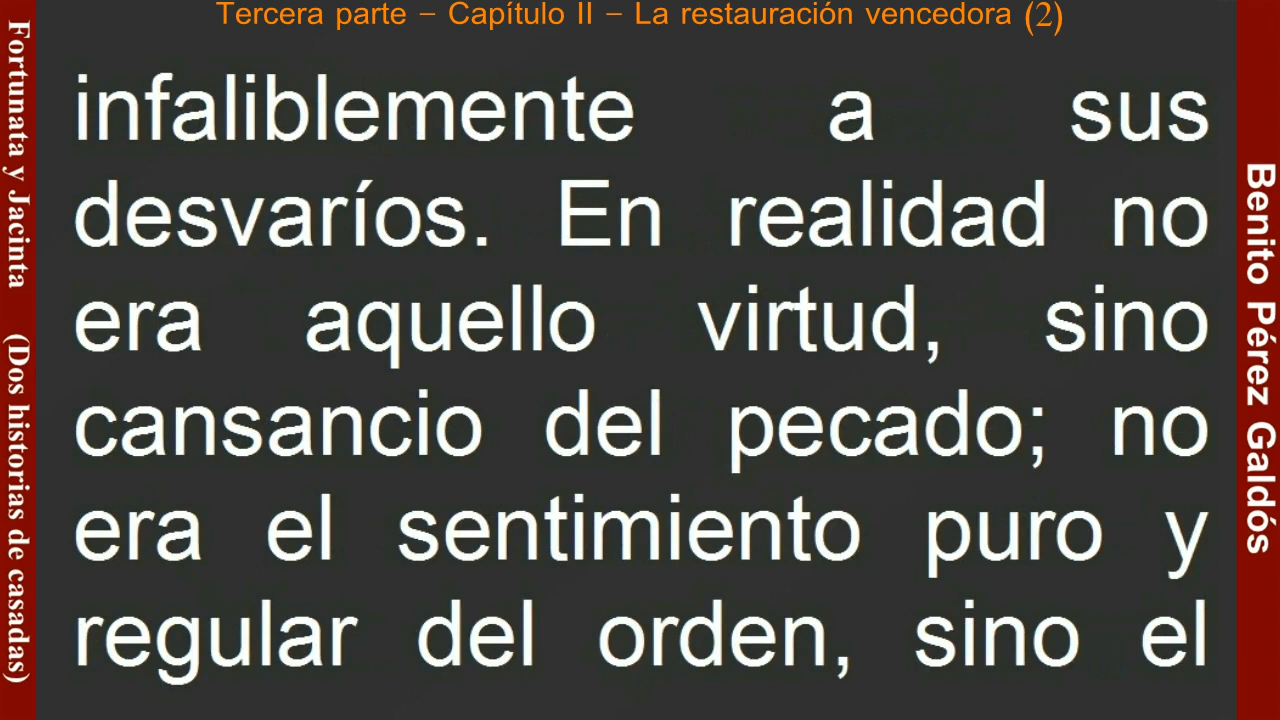 Tercera parte – Capítulo II – La restauración vencedora (2)
Fortunata y Jacinta (Dos historias de casadas)
infaliblemente a sus
desvaríos. En realidad no
era aquello virtud, sino
cansancio del pecado; no
era el sentimiento puro y
regular del orden, sino el
Benito Pérez Galdós